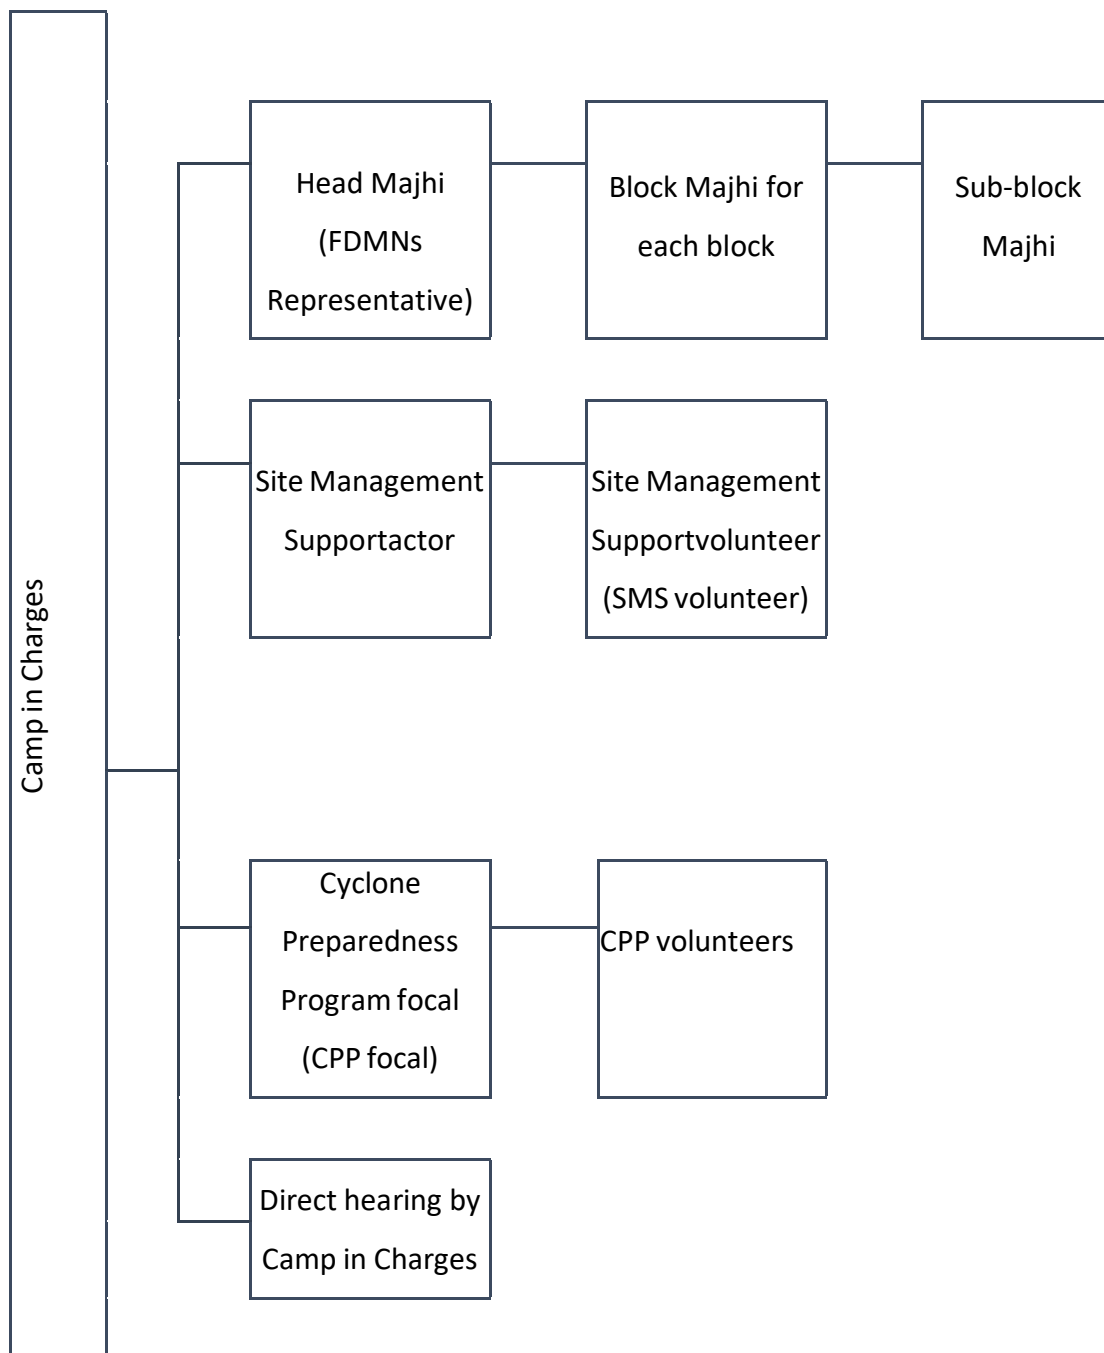 Camp in Charges
Head Majhi
(FDMNs
Representative)
Block Majhi for
each block
Sub-block
Majhi
Site Management
Supportactor
Site Management
Supportvolunteer
(SMS volunteer)
Cyclone
Preparedness
Program focal
(CPP focal)
CPP volunteers
Direct hearing by
Camp in Charges